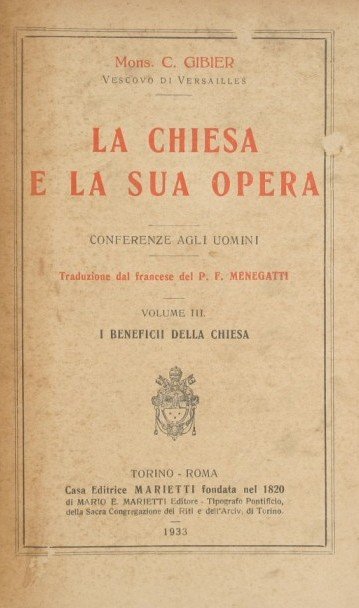 Mons. C. GIBIER
VESCOVO DI VERSAILLES
LA CHIESA
E LA SUA OPERA
CONFERENZE AGLI UOMINI
Traduzione dal francese del P. F. MENEGATTI
VOLUME III.
I BENEFICII DELLA CHIESA
TORINO - ROMA
Casa Editrice MARIETTI fondata nel 1820
di MARIO E. MARIETTI Editore - Tipografo Pontificio,
della Sacra Congregazione dei Riti e dell'Arciv. di Torino.
1933